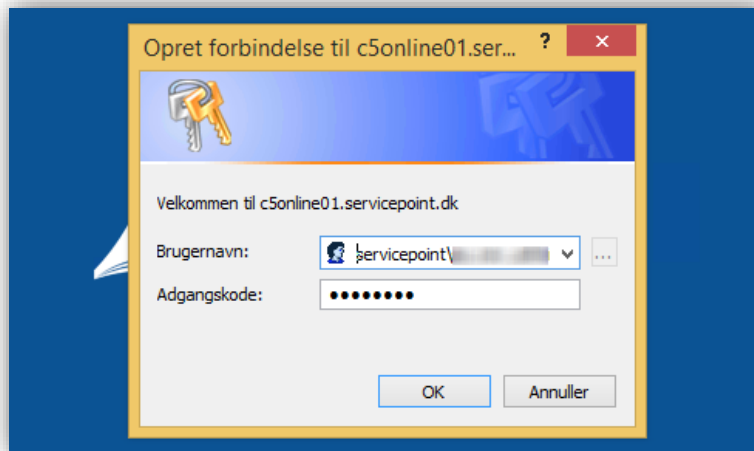 Opret forbindelse til c5online01.ser...
Velkommen til c5online01.servicepoint.dk
Brugernavn: servicepoint\
Adgangskode: ●●●●●●●●
OK Annuller